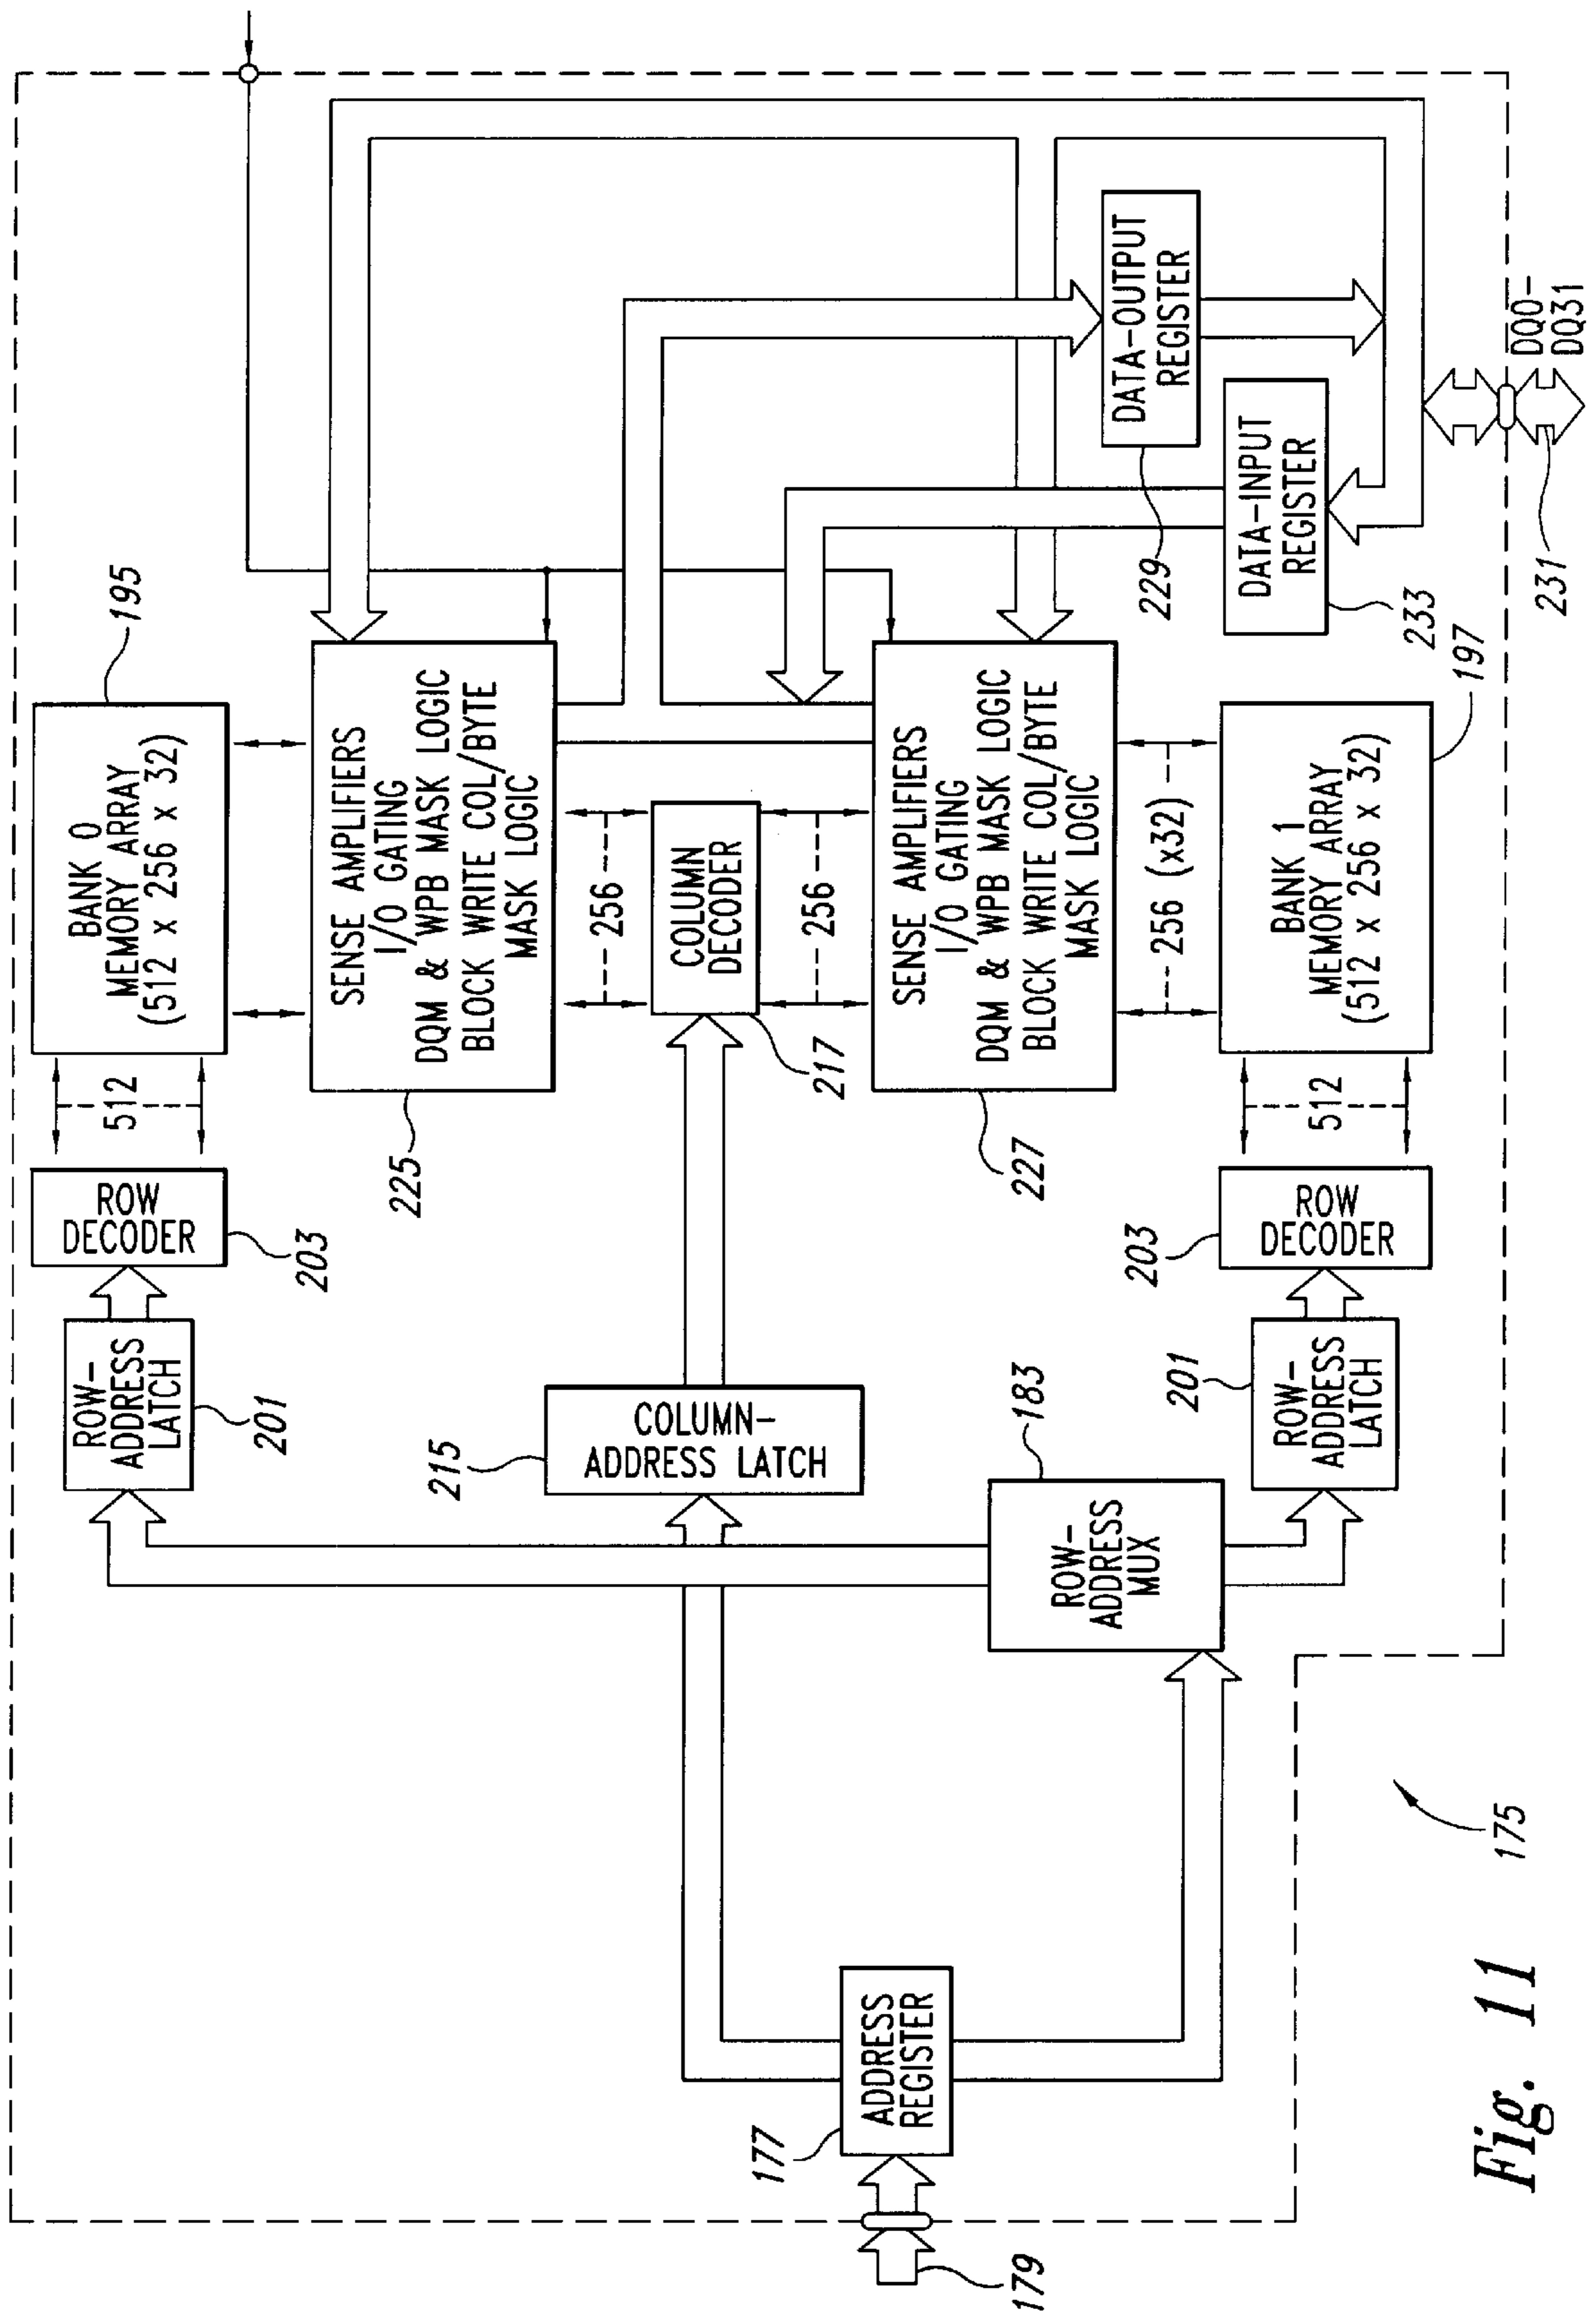 BANK 0
MEMORY ARRAY
(512 x 256 x 32)
195
512
ROW
DECODER
203
ROW-
ADDRESS
LATCH
201
SENSE AMPLIFIERS
I/O GATING
DQM & WPB MASK LOGIC
BLOCK WRITE COL/BYTE
MASK LOGIC
225
256
COLUMN
DECODER
217
256
COLUMN-
ADDRESS LATCH
215
SENSE AMPLIFIERS
I/O GATING
DQM & WPB MASK LOGIC
BLOCK WRITE COL/BYTE
MASK LOGIC
227
256 (x32)
BANK 1
MEMORY ARRAY
(512 x 256 x 32)
197
512
ROW
DECODER
203
ROW-
ADDRESS
LATCH
201
ROW-
ADDRESS
MUX
183
ADDRESS
REGISTER
177
179
DATA-OUTPUT
REGISTER
229
DATA-INPUT
REGISTER
233
DQ0-
DQ31
231
175
Fig. 11